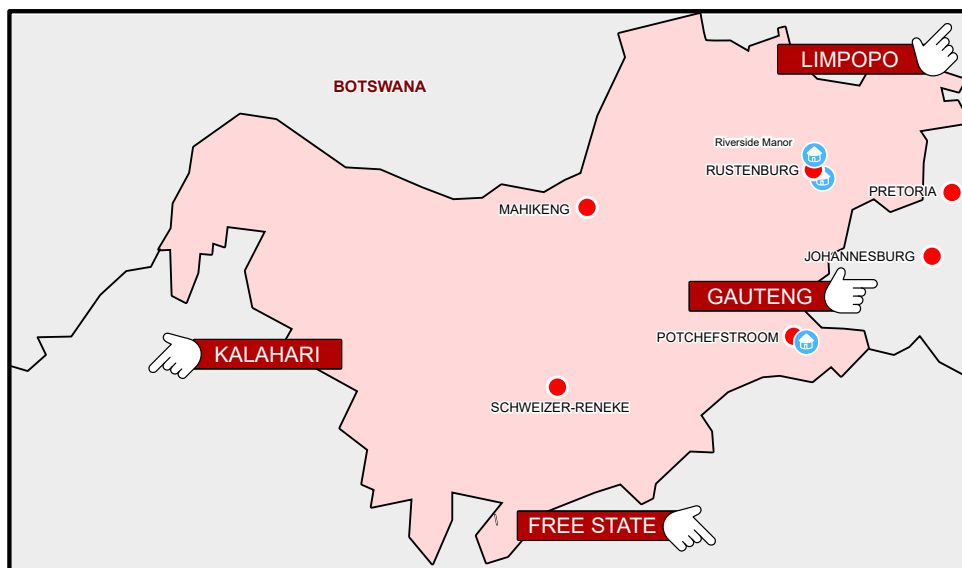 LIMPOPO
BOTSWANA
Riverside Manor
RUSTENBURG
PRETORIA
MAHIKENG
JOHANNESBURG
GAUTENG
POTCHEFSTROOM
KALAHARI
SCHWEIZER-RENEKE
FREE STATE